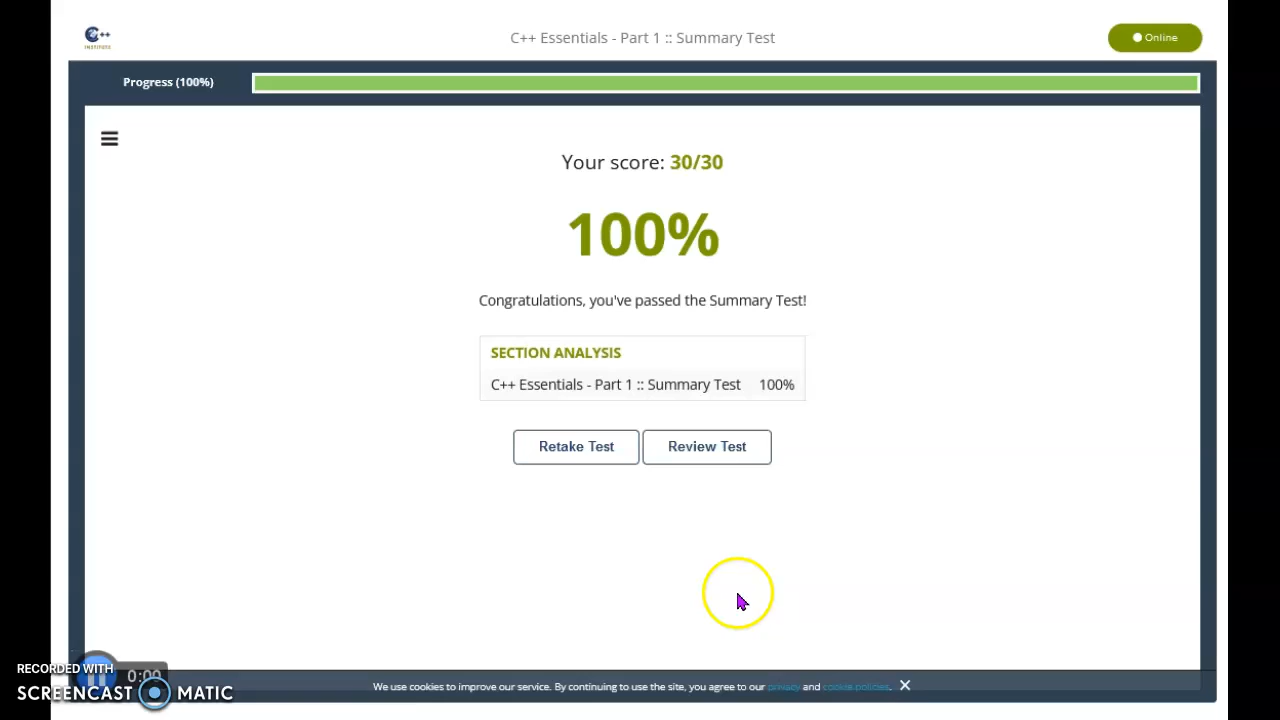 C++
INSTITUTE
C++ Essentials - Part 1 :: Summary Test
Online
Progress (100%)
Your score: 30/30
100%
Congratulations, you've passed the Summary Test!
SECTION ANALYSIS
C++ Essentials - Part 1 :: Summary Test 100%
Retake Test
Review Test
RECORDED WITH
0:00
SCREENCAST MATIC
We use cookies to improve our service. By continuing to use the site, you agree to our privacy and cookie policies.